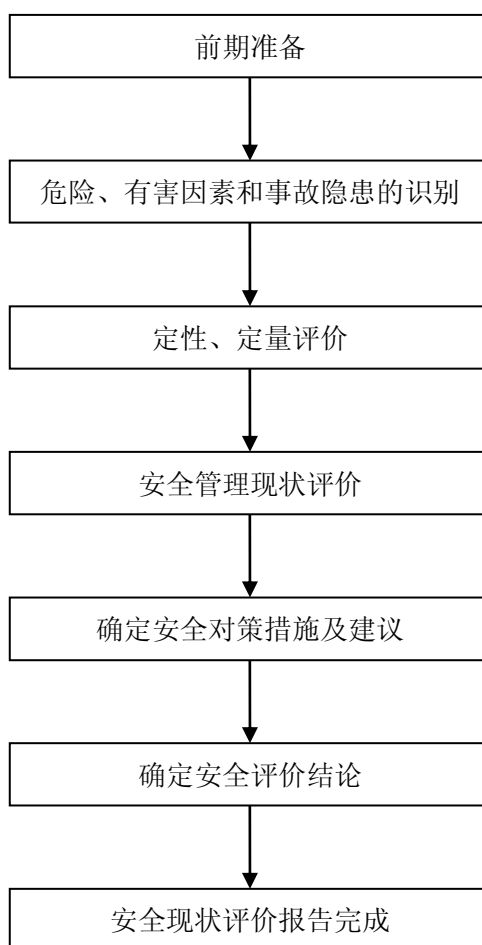 前期准备
危险、有害因素和事故隐患的识别
定性、定量评价
安全管理现状评价
确定安全对策措施及建议
确定安全评价结论
安全现状评价报告完成